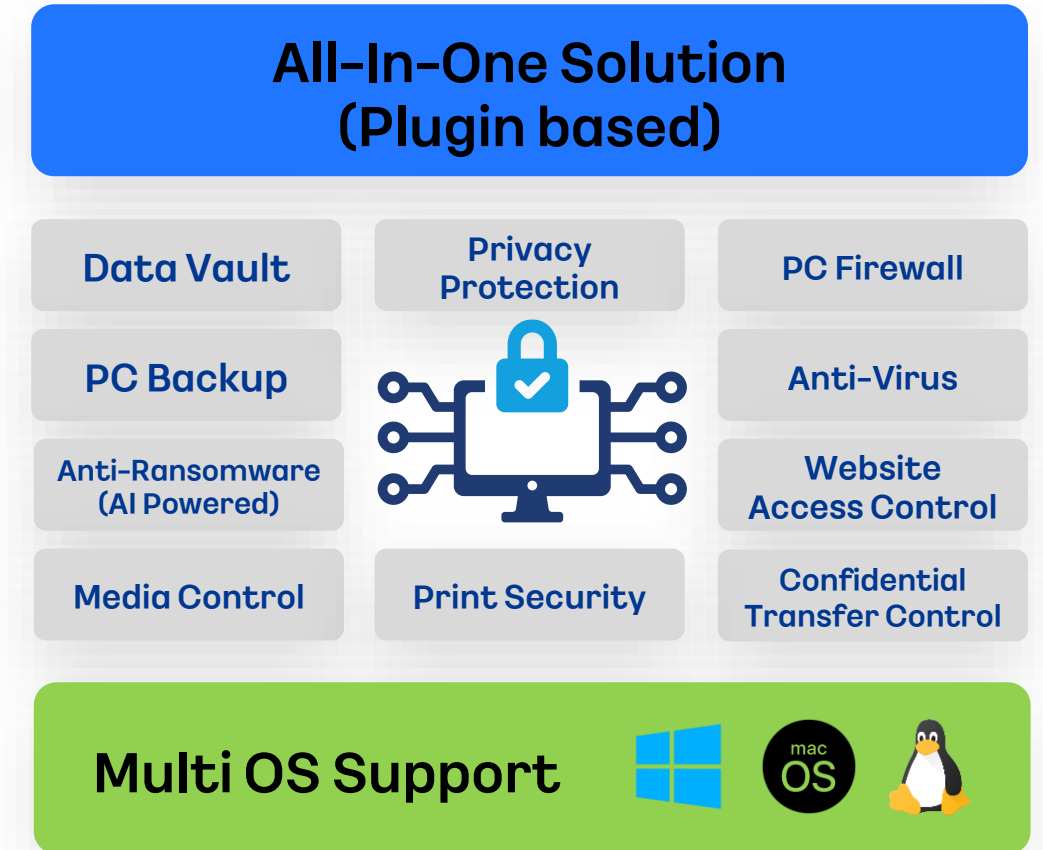 All-In-One Solution
(Plugin based)
Data Vault
Privacy
Protection
PC Firewall
PC Backup
Anti-Virus
Anti-Ransomware
(AI Powered)
Website
Access Control
Media Control
Print Security
Confidential
Transfer Control
Multi OS Support
mac
OS